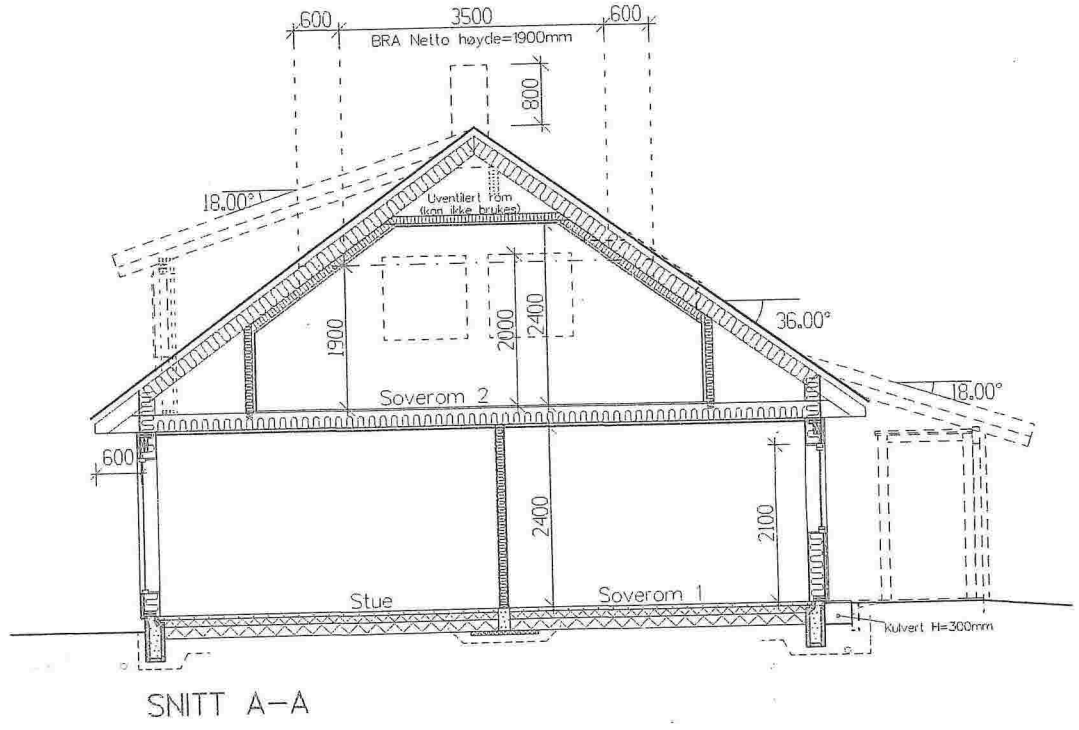 600 3500 600
BRA Netto høyde=1900mm
800
18.00°
Uventilert rom
(kan ikke brukes)
1900
2000
2400
36.00°
Soverom 2
18.00°
600
2400
2100
Stue
Soverom 1
Kulvert H=300mm
SNITT A-A